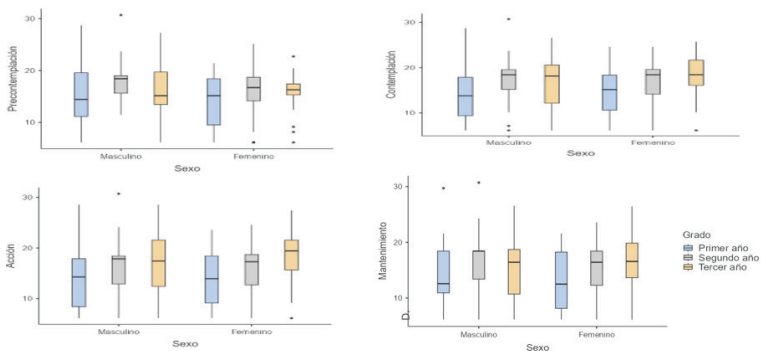 Precontemplación
30
20
10
Masculino
Femenino
Sexo
Contemplación
30
20
10
Masculino
Femenino
Sexo
Acción
30
20
10
Masculino
Femenino
Sexo
Mantenimiento
30
20
10
D
Masculino
Femenino
Sexo
Grado
Primer año
Segundo año
Tercer año